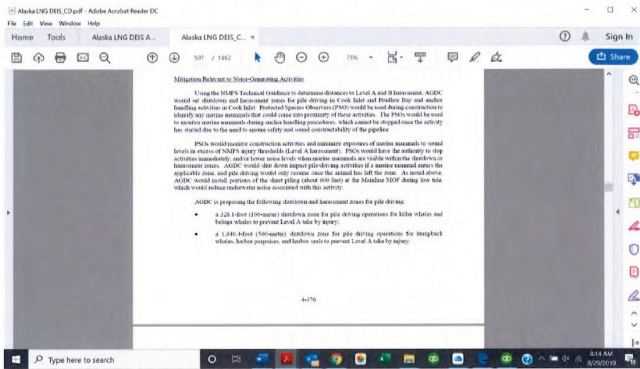 Alaska LNG DEIS_CD.pdf - Adobe Acrobat Reader DC
File Edit View Window Help
Home Tools Alaska LNG DEIS A... Alaska LNG DEIS_C... × Sign In
597 / 1462 75% Share
Mitigation Relevant to Noise-Generating Activities
Using the NMFS Technical Guidance to determine distances to Level A and B harassment, AGDC
would set shutdown and harassment zones for pile driving in Cook Inlet and Prudhoe Bay and anchor
handling activities in Cook Inlet. Protected Species Observers (PSO) would be used during construction to
identify any marine mammals that could come into proximity of these activities. The PSOs would be used
to monitor marine mammals during anchor handling procedures, which cannot be stopped once the activity
has started due to the need to ensure safety and sound constructability of the pipeline.
PSOs would monitor construction activities and minimize exposures of marine mammals to sound
levels in excess of NMFS injury thresholds (Level A harassment). PSOs would have the authority to stop
activities immediately, and/or lower noise levels when marine mammals are visible within the shutdown or
harassment zones. AGDC would shut down impact pile-driving activities if a marine mammal enters the
applicable zone, and pile driving would only resume once the animal has left the zone. As noted above,
AGDC would install portions of the sheet piling (about 600 feet) at the Mainline MOF during low tide
which would reduce underwater noise associated with this activity.
AGDC is proposing the following shutdown and harassment zones for pile driving:
• a 328.1-foot (100-meter) shutdown zone for pile driving operations for killer whales and
beluga whales to prevent Level A take by injury;
• a 1,640.4-foot (500-meter) shutdown zone for pile driving operations for humpback
whales, harbor porpoises, and harbor seals to prevent Level A take by injury;
4-370
Type here to search
8:14 AM
8/29/2019